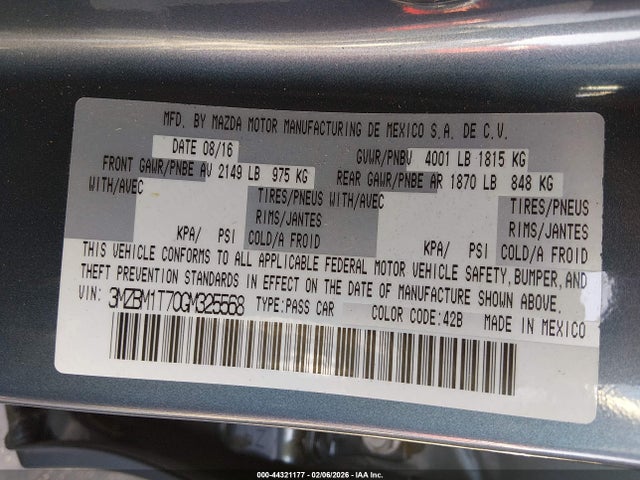 MFD. BY MAZDA MOTOR MANUFACTURING DE MEXICO S.A. DE C.V.
DATE 08/16 GVWR/PNBV 4001 LB 1815 KG
FRONT GAWR/PNBE AV 2149 LB 975 KG REAR GAWR/PNBE AR 1870 LB 848 KG
WITH/AVEC TIRES/PNEUS WITH/AVEC TIRES/PNEUS
RIMS/JANTES RIMS/JANTES
KPA/ PSI COLD/A FROID KPA/ PSI COLD/A FROID
THIS VEHICLE CONFORMS TO ALL APPLICABLE FEDERAL MOTOR VEHICLE SAFETY, BUMPER, AND
THEFT PREVENTION STANDARDS IN EFFECT ON THE DATE OF MANUFACTURE SHOWN ABOVE.
VIN: 3MZBM1T70GM325568 TYPE:PASS CAR COLOR CODE:42B MADE IN MEXICO
000-44321177 - 02/06/2026 - IAA Inc.